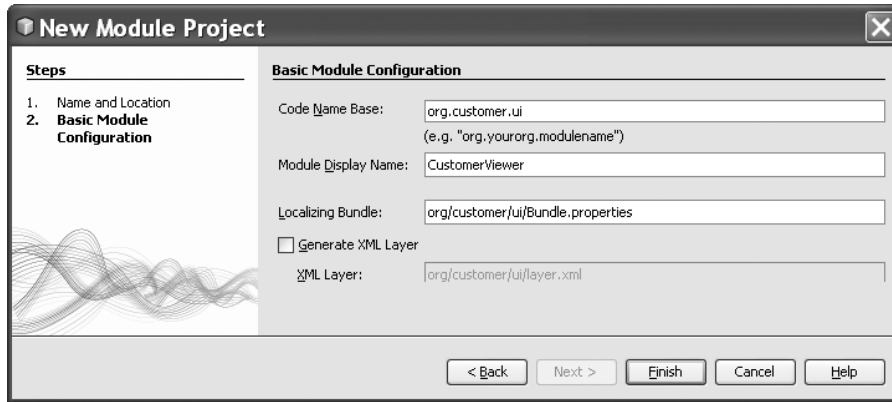 New Module Project
Steps
1. Name and Location
2. Basic Module
Configuration
Basic Module Configuration
Code Name Base: org.customer.ui
(e.g. "org.yourorg.modulename")
Module Display Name: CustomerViewer
Localizing Bundle: org/customer/ui/Bundle.properties
Generate XML Layer
XML Layer: org/customer/ui/layer.xml
< Back Next > Finish Cancel Help